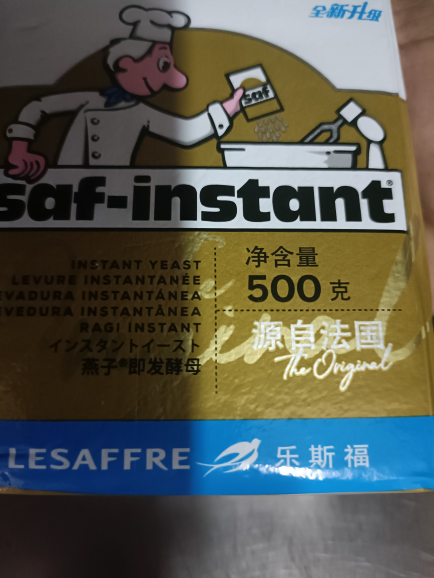 全新升级
saf
saf-instant®
INSTANT YEAST
LEVURE INSTANTANÉE
EVADURA INSTANTÁNEA
EVEDURA INSTANTÂNEA
RAGI INSTANT
インスタントイースト
燕子®即发酵母
净含量
500 克
源自法国
The Original
LESAFFRE 乐斯福